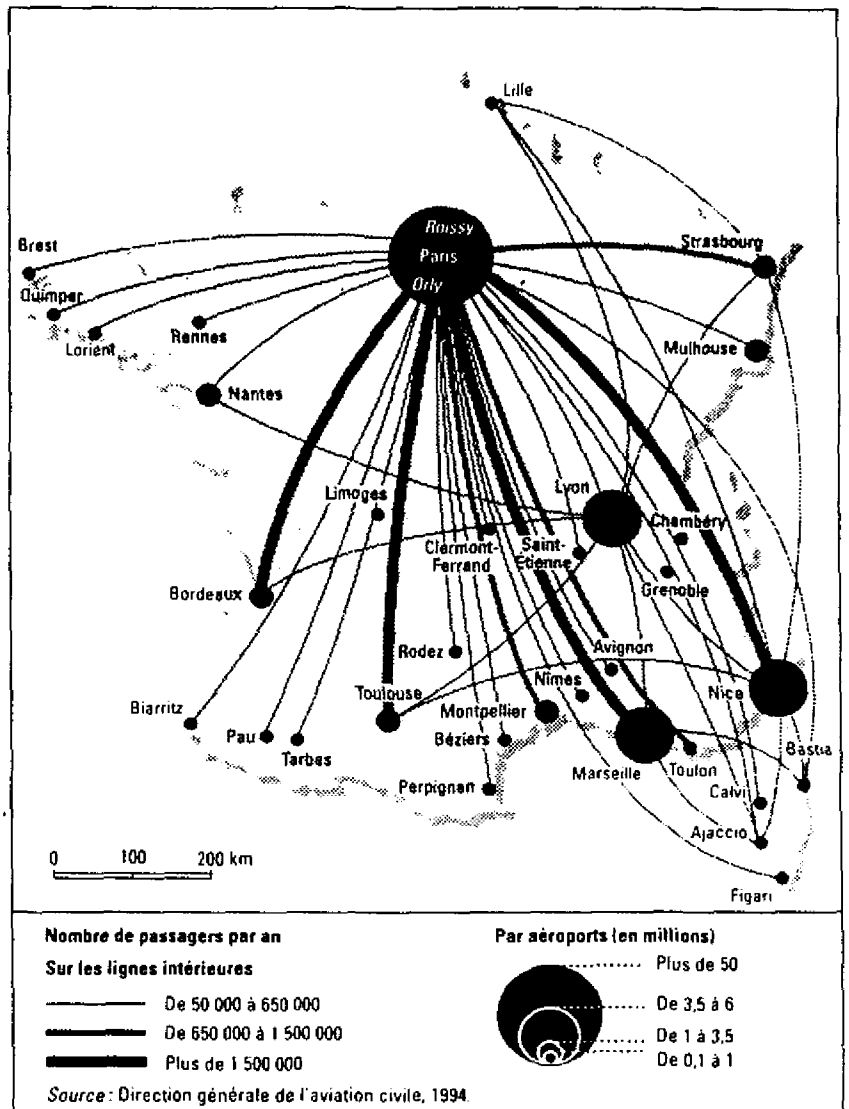 Lille
Roissy
Paris
Orly
Strasbourg
Brest
Quimper
Lorient
Rennes
Mulhouse
Nantes
Limoges
Lyon
Clermont-
Ferrand
Saint-
Etienne
Chambéry
Grenoble
Bordeaux
Rodez
Avignon
Toulouse
Nîmes
Nice
Biarritz
Montpellier
Pau
Tarbes
Béziers
Marseille
Toulon
Bastia
Perpignan
Calvi
Ajaccio
Figari
0 100 200 km
Nombre de passagers par an
Sur les lignes intérieures
De 50 000 à 650 000
De 650 000 à 1 500 000
Plus de 1 500 000
Par aéroports (en millions)
Plus de 50
De 3,5 à 6
De 1 à 3,5
De 0,1 à 1
Source : Direction générale de l'aviation civile, 1994.